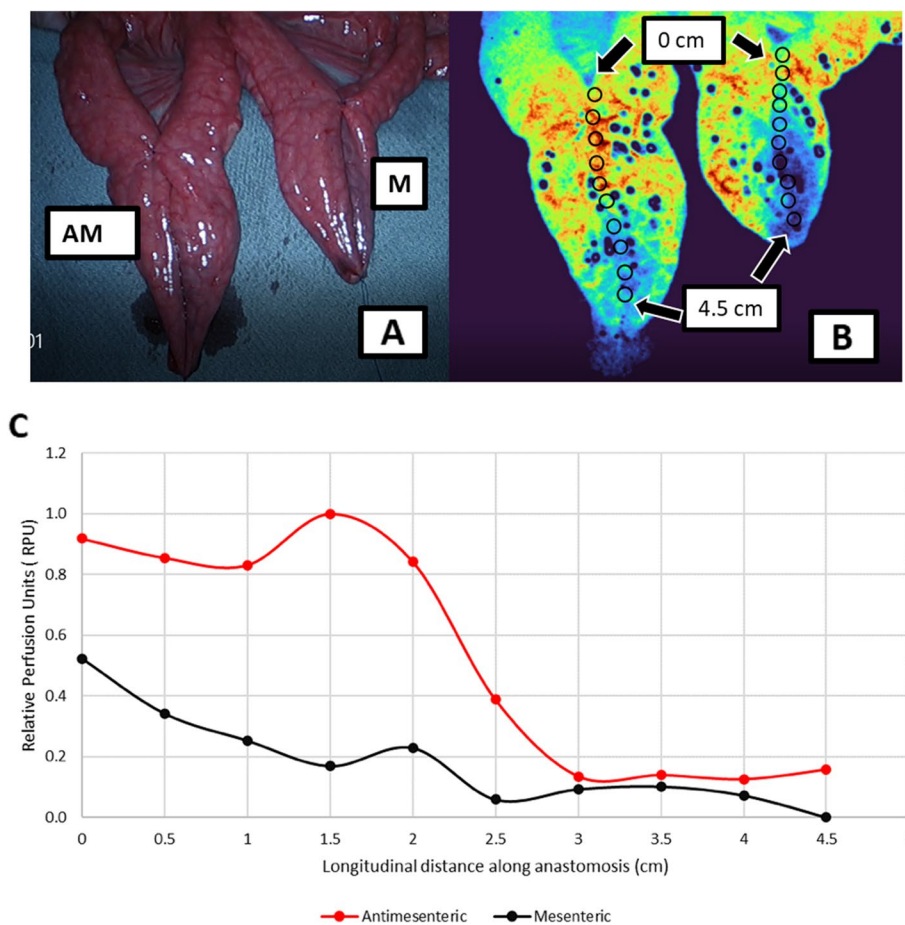 AM
M
A
01
0 cm
4.5 cm
B
C
Relative Perfusion Units ( RPU)
1.2
1.0
0.8
0.6
0.4
0.2
0.0
0
0.5
1
1.5
2
2.5
3
3.5
4
4.5
Longitudinal distance along anastomosis (cm)
Antimesenteric
Mesenteric